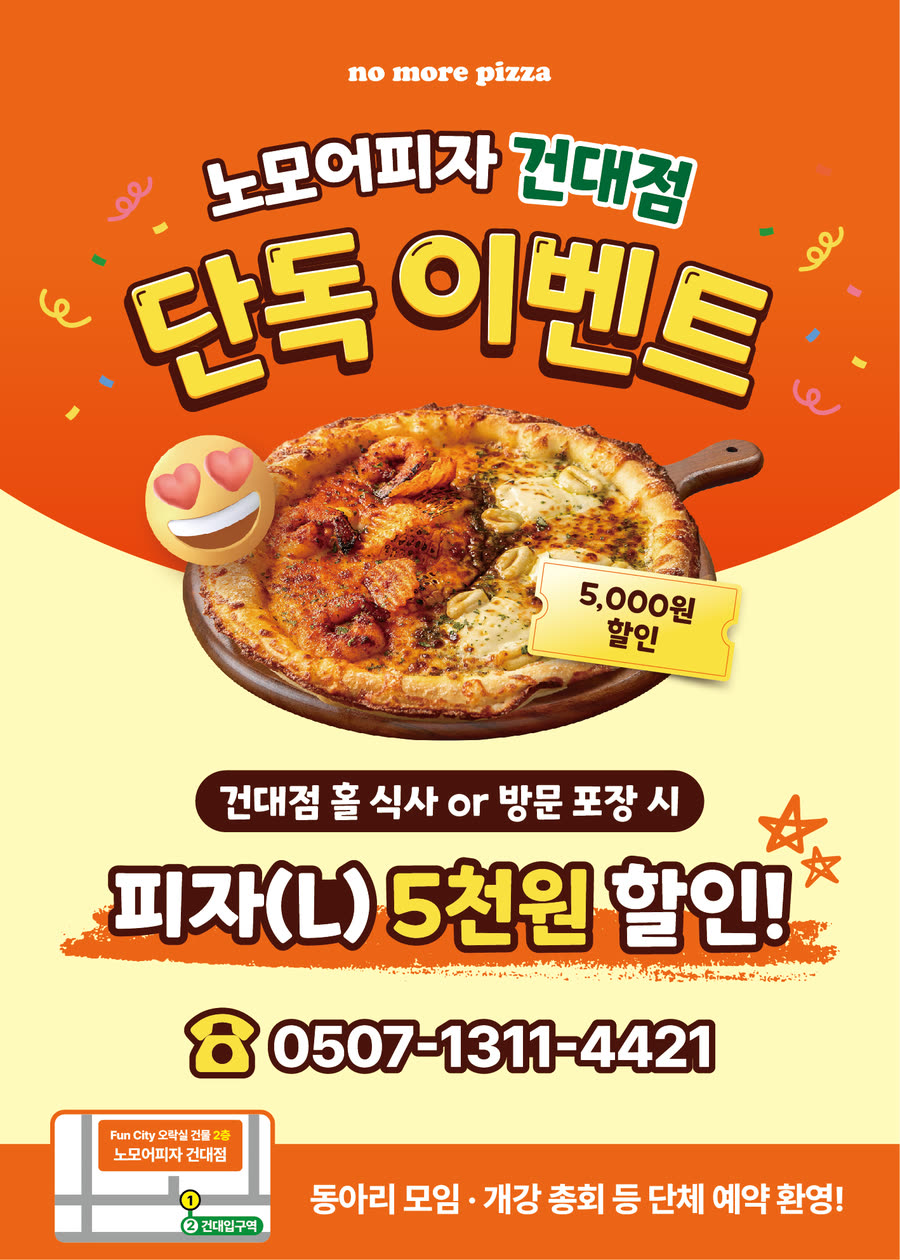 no more pizza
노모어피자 건대점
단독 이벤트
5,000원
할인
건대점 홀 식사 or 방문 포장 시
피자(L) 5천원 할인!
0507-1311-4421
Fun City 오락실 건물 2층
노모어피자 건대점
1
2 건대입구역
동아리 모임 · 개강 총회 등 단체 예약 환영!